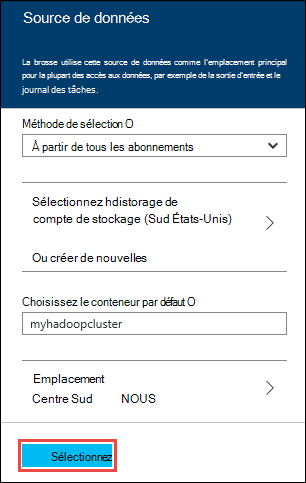 Source de données
La brosse utilise cette source de données comme l'emplacement principal
pour la plupart des accès aux données, par exemple de la sortie d'entrée et le
journal des tâches.
Méthode de sélection O
À partir de tous les abonnements
Sélectionnez hdistorage de
compte de stockage (Sud États-Unis)
Ou créer de nouvelles
Choisissez le conteneur par défaut O
myhadoopcluster
Emplacement
Centre Sud NOUS
Sélectionnez